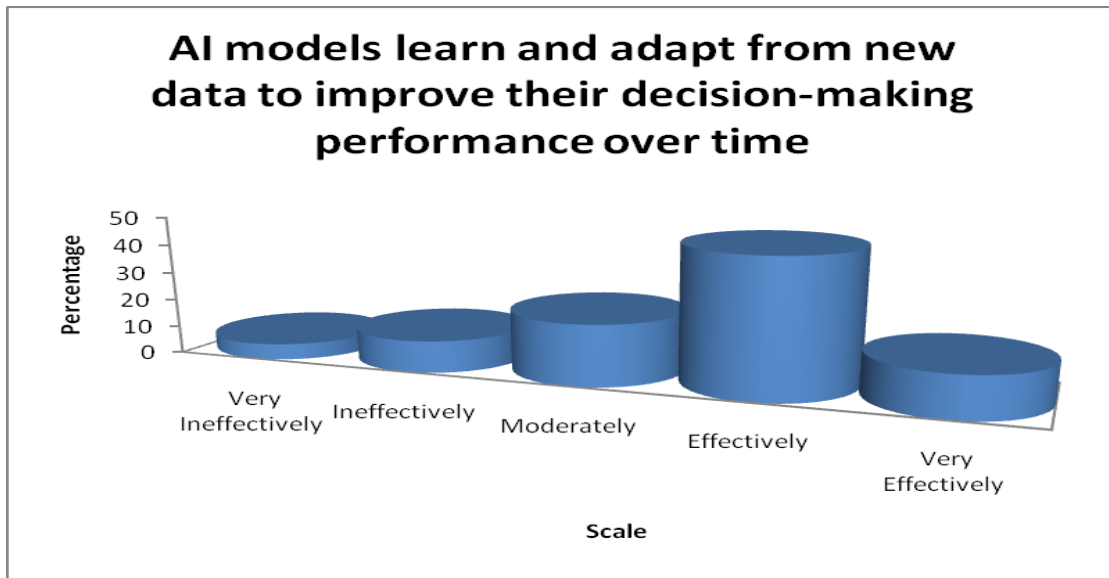 AI models learn and adapt from new
data to improve their decision-making
performance over time
Percentage
50
40
30
20
10
0
Very
Ineffectively
Ineffectively
Moderately
Effectively
Very
Effectively
Scale